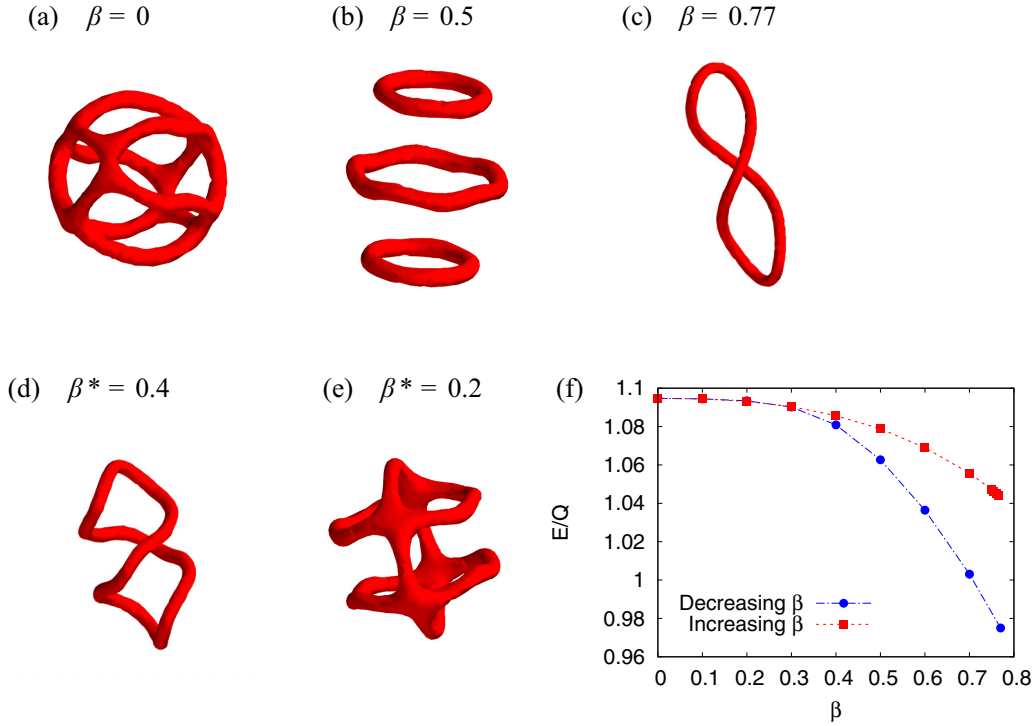 (a) β = 0
(b) β = 0.5
(c) β = 0.77
(d) β* = 0.4
(e) β* = 0.2
(f)
1.1
1.08
1.06
1.04
1.02
1
0.98
0.96
E/Q
Decreasing β
Increasing β
0 0.1 0.2 0.3 0.4 0.5 0.6 0.7 0.8
β